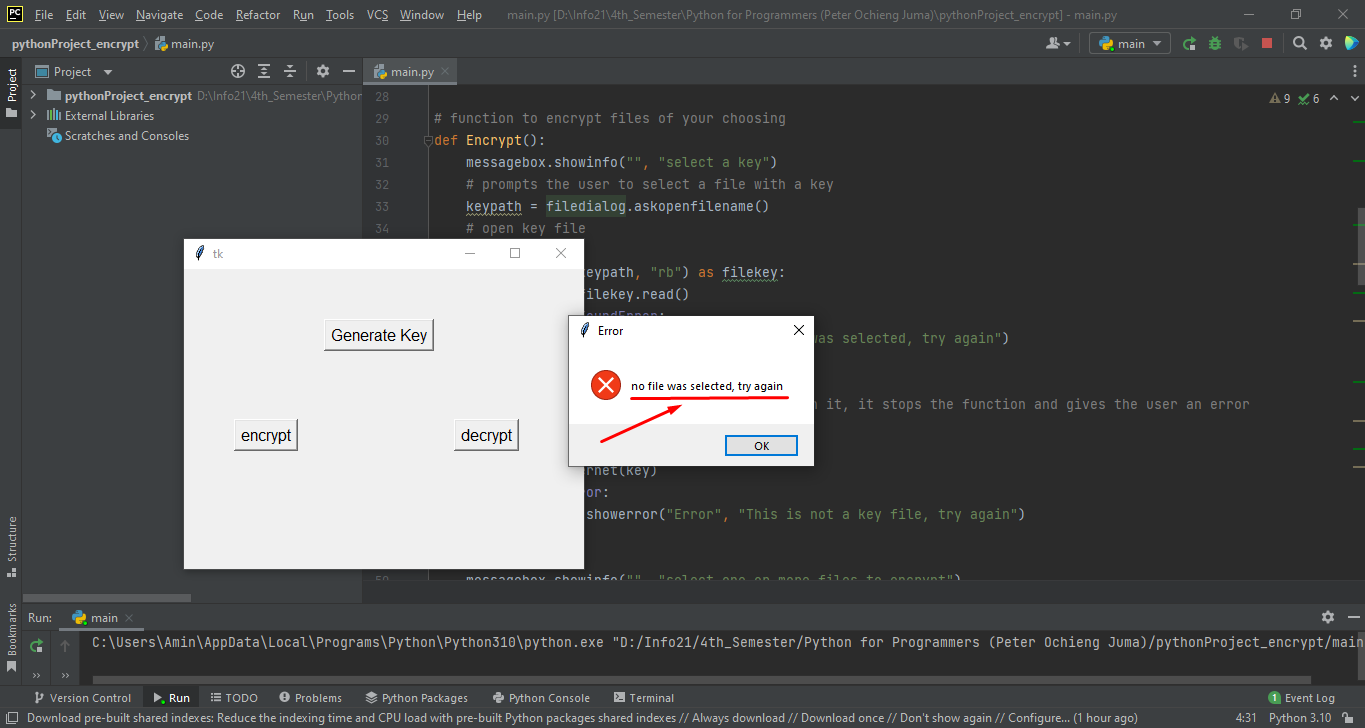 PC File Edit View Navigate Code Refactor Run Tools VCS Window Help main.py [D:\Info21\4th_Semester\Python for Programmers (Peter Ochieng Juma)\pythonProject_encrypt] - main.py
pythonProject_encrypt main.py main
Project main.py
Project
pythonProject_encrypt D:\Info21\4th_Semester\Python
External Libraries
Scratches and Consoles
28 9 6
29 # function to encrypt files of your choosing
30 def Encrypt():
31 messagebox.showinfo("", "select a key")
32 # prompts the user to select a file with a key
33 keypath = filedialog.askopenfilename()
34 # open key file
eypath, "rb") as filekey:
ilekey.read()
oundError:
was selected, try again")
n it, it stops the function and gives the user an error
rnet(key)
or:
showerror("Error", "This is not a key file, try again")
messagebox.showinfo("", "select one or more files to encrypt")
tk
Generate Key
encrypt decrypt
Error
no file was selected, try again
OK
Structure
Bookmarks
Run: main
C:\Users\Amin\AppData\Local\Programs\Python\Python310\python.exe "D:/Info21/4th_Semester/Python for Programmers (Peter Ochieng Juma)/pythonProject_encrypt/main
Version Control Run TODO Problems Python Packages Python Console Terminal 1 Event Log
Download pre-built shared indexes: Reduce the indexing time and CPU load with pre-built Python packages shared indexes // Always download // Download once // Don't show again // Configure... (1 hour ago) 4:31 Python 3.10